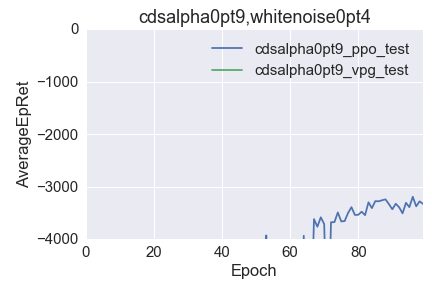 cdsalpha0pt9,whitenoise0pt4
cdsalpha0pt9_ppo_test
cdsalpha0pt9_vpg_test
AverageEpRet
0
−1000
−2000
−3000
−4000
0 20 40 60 80
Epoch